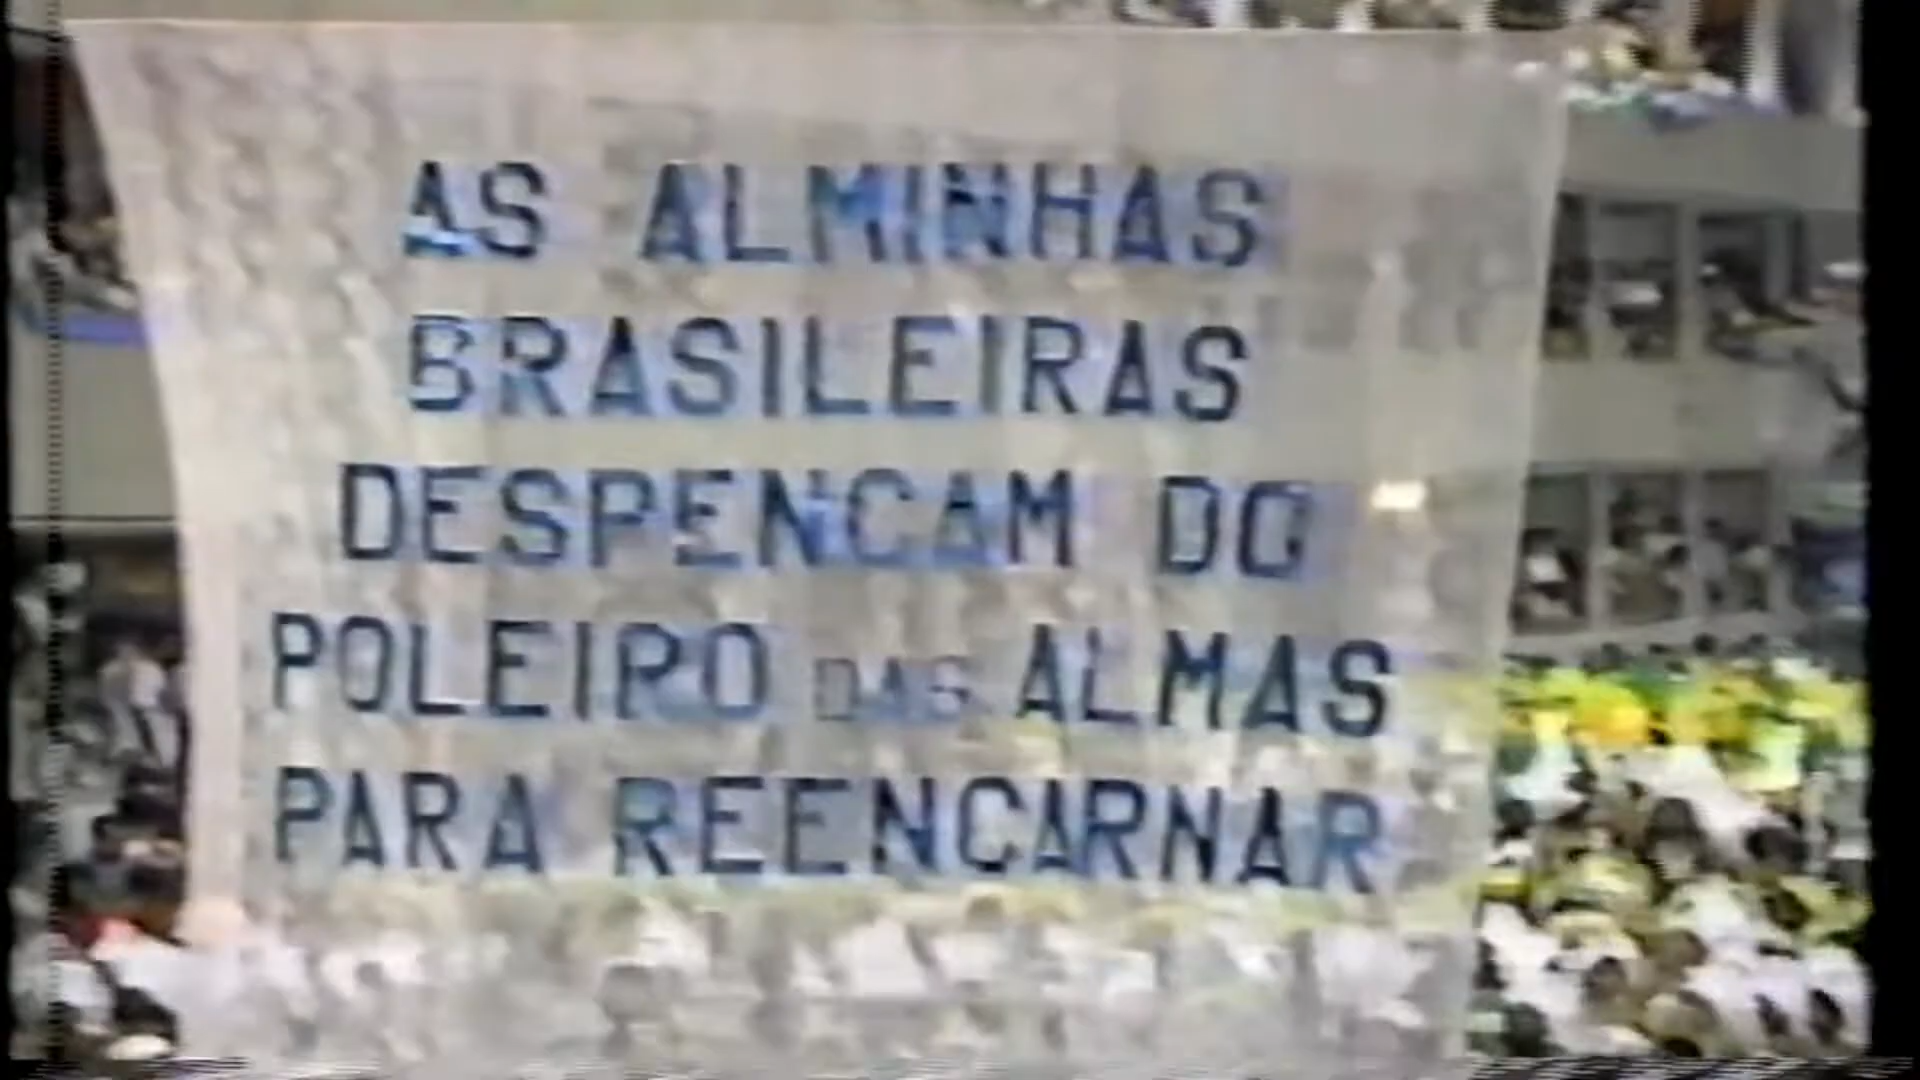 AS ALMINHAS
BRASILEIRAS
DESPENCAM DO
POLEIRO DAS ALMAS
PARA REENCARNAR